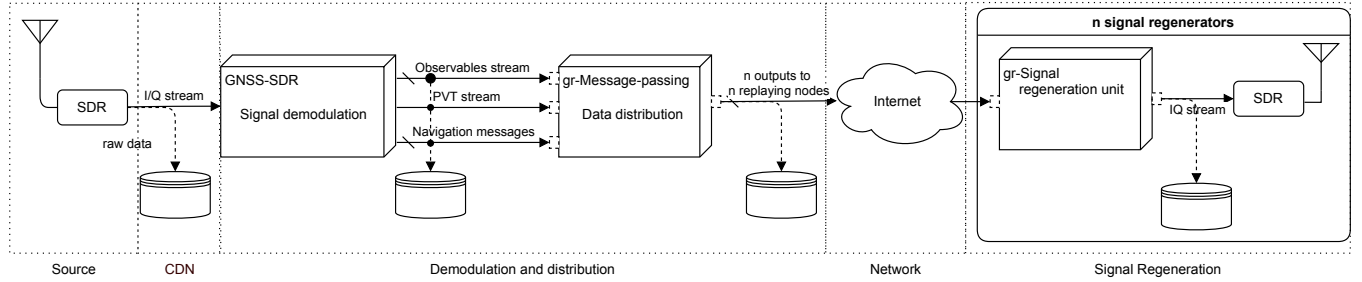 n signal regenerators
SDR
I/Q stream
raw data
GNSS-SDR
Signal demodulation
Observables stream
PVT stream
Navigation messages
gr-Message-passing
Data distribution
n outputs to
n replaying nodes
Internet
gr-Signal
regeneration unit
IQ stream
SDR
Source
CDN
Demodulation and distribution
Network
Signal Regeneration